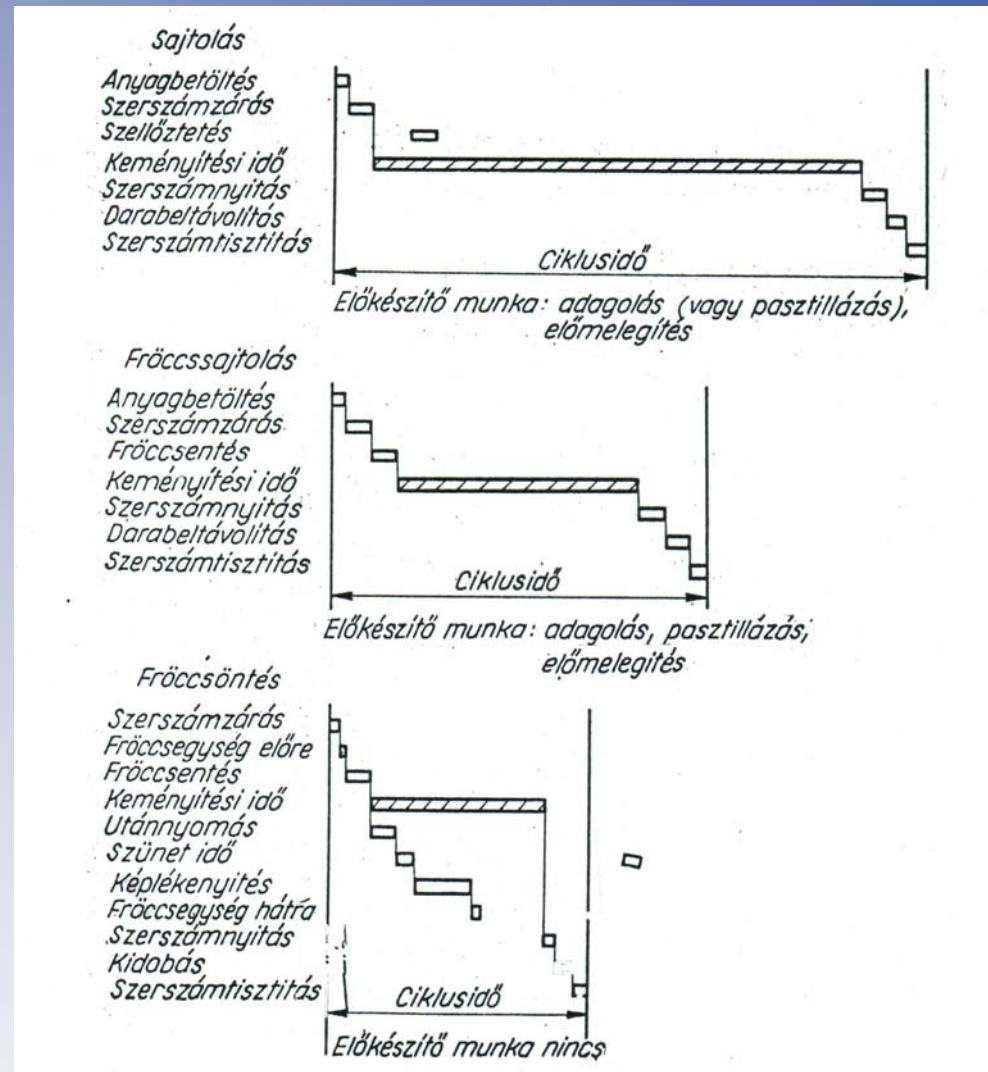 Sajtolás
Anyagbetöltés
Szerszámzárás
Szellőztetés
Keményítési idő
Szerszámnyitás
Darabeltávolítás
Szerszámtisztítás
Ciklusidő
Előkészítő munka: adagolás (vagy pasztillázás),
előmelegítés
Fröccssajtolás
Anyagbetöltés
Szerszámzárás
Fröccsentés
Keményítési idő
Szerszámnyitás
Darabeltávolítás
Szerszámtisztítás
Ciklusidő
Előkészítő munka: adagolás, pasztillázás,
előmelegités
Fröccsöntés
Szerszámzárás
Fröccsegység előre
Fröccsentés
Keményítési idő
Utánnyomás
Szünet idő
Képlékenyítés
Fröccsegység hátra
Szerszámnyitás
Kidobás
Szerszámtisztitás
Ciklusidő
Előkészítő munka nincs